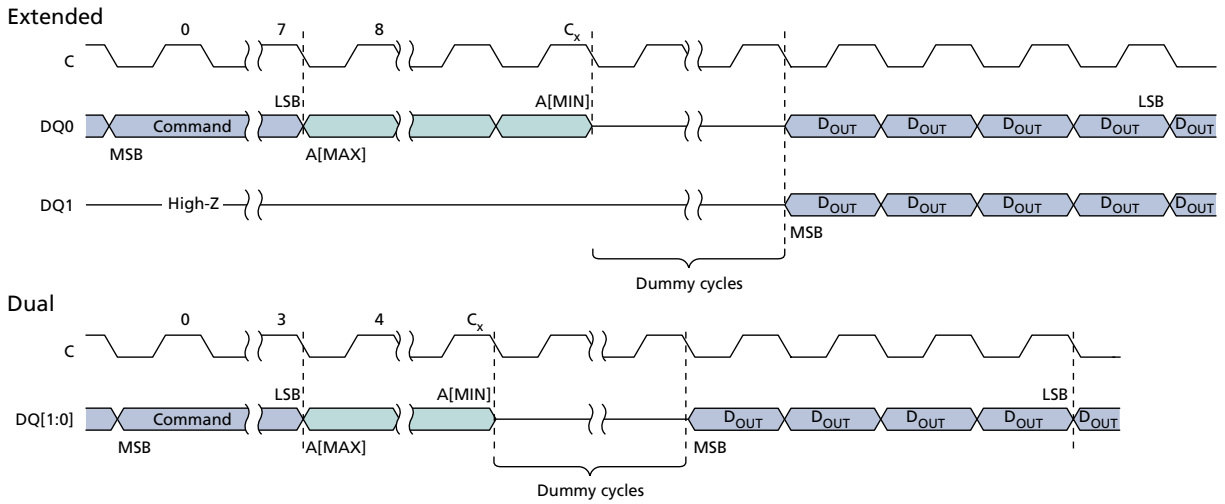 Extended
0 7 8 Cx
C
LSB A[MIN] LSB
DQ0 Command DOUT DOUT DOUT DOUT DOUT
MSB A[MAX]
DQ1 High-Z DOUT DOUT DOUT DOUT DOUT
MSB
Dummy cycles
Dual
0 3 4 Cx
C
LSB A[MIN] LSB
DQ[1:0] Command DOUT DOUT DOUT DOUT DOUT
MSB A[MAX] MSB
Dummy cycles